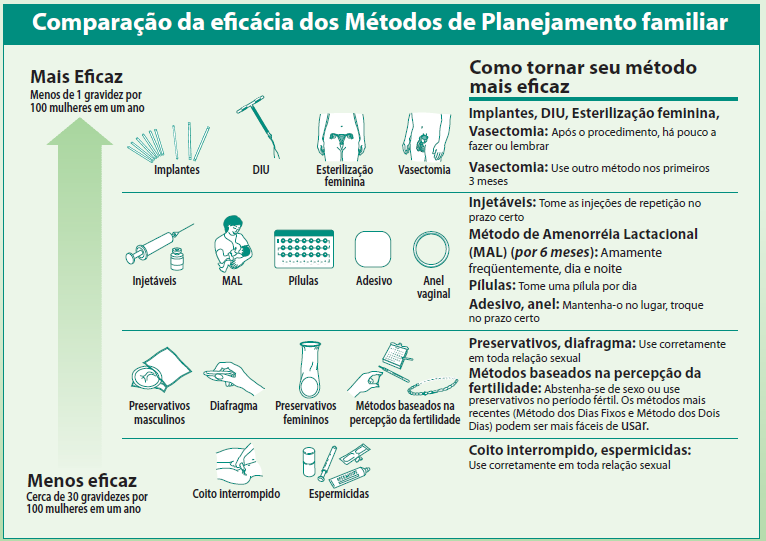 Comparação da eficácia dos Métodos de Planejamento familiar
Mais Eficaz
Menos de 1 gravidez por
100 mulheres em um ano
Como tornar seu método
mais eficaz
Implantes
DIU
Esterilização
feminina
Vasectomia
Implantes, DIU, Esterilização feminina,
Vasectomia: Após o procedimento, há pouco a
fazer ou lembrar
Vasectomia: Use outro método nos primeiros
3 meses
Injetáveis
MAL
Pílulas
Adesivo
Anel
vaginal
Injetáveis: Tome as injeções de repetição no
prazo certo
Método de Amenorréia Lactacional
(MAL) (por 6 meses): Amamente
freqüentemente, dia e noite
Pílulas: Tome uma pílula por dia
Adesivo, anel: Mantenha-o no lugar, troque
no prazo certo
Preservativos
masculinos
Diafragma
Preservativos
femininos
Métodos baseados na
percepção da fertilidade
Preservativos, diafragma: Use corretamente
em toda relação sexual
Métodos baseados na percepção da
fertilidade: Abstenha-se de sexo ou use
preservativos no período fértil. Os métodos mais
recentes (Método dos Dias Fixos e Método dos Dois
Dias) podem ser mais fáceis de usar.
Menos eficaz
Cerca de 30 gravidezes por
100 mulheres em um ano
Coito interrompido
Espermicidas
Coito interrompido, espermicidas:
Use corretamente em toda relação sexual